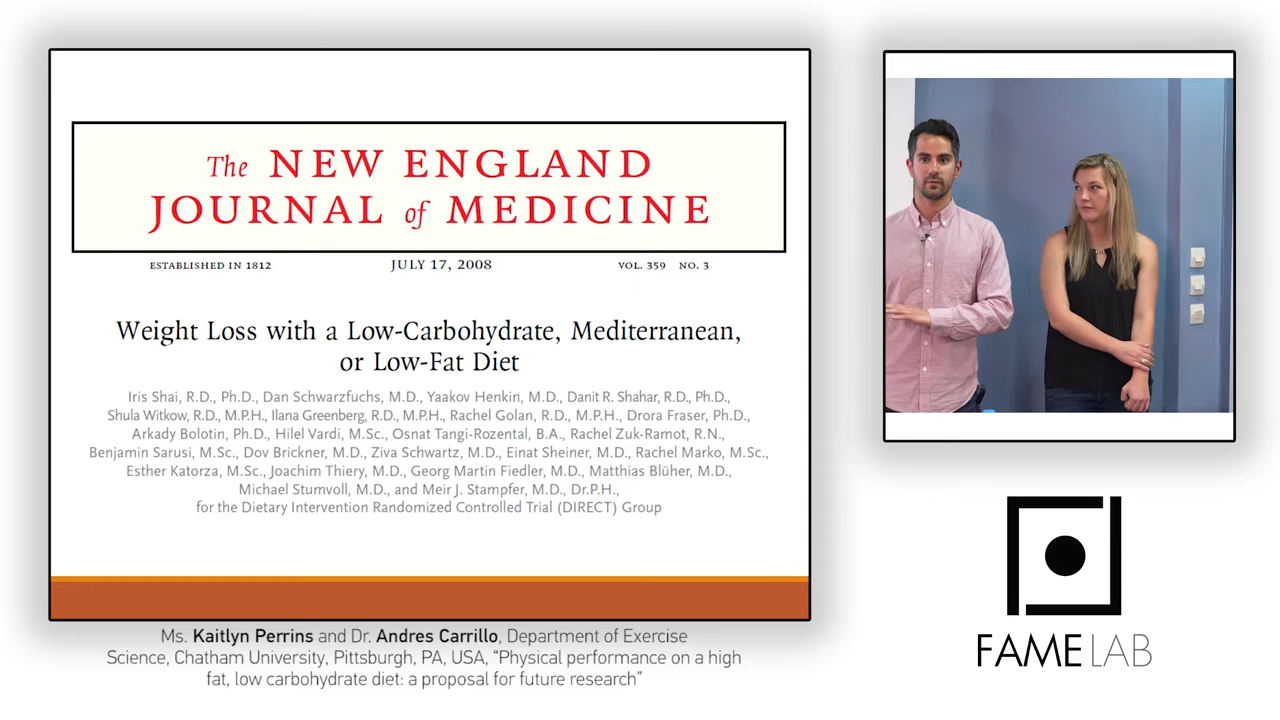 The NEW ENGLAND
JOURNAL of MEDICINE
ESTABLISHED IN 1812 JULY 17, 2008 VOL. 359 NO. 3
Weight Loss with a Low-Carbohydrate, Mediterranean,
or Low-Fat Diet
Iris Shai, R.D., Ph.D., Dan Schwarzfuchs, M.D., Yaakov Henkin, M.D., Danit R. Shahar, R.D., Ph.D.,
Shula Witkow, R.D., M.P.H., Ilana Greenberg, R.D., M.P.H., Rachel Golan, R.D., M.P.H., Drora Fraser, Ph.D.,
Arkady Bolotin, Ph.D., Hilel Vardi, M.Sc., Osnat Tangi-Rozental, B.A., Rachel Zuk-Ramot, R.N.,
Benjamin Sarusi, M.Sc., Dov Brickner, M.D., Ziva Schwartz, M.D., Einat Sheiner, M.D., Rachel Marko, M.Sc.,
Esther Katorza, M.Sc., Joachim Thiery, M.D., Georg Martin Fiedler, M.D., Matthias Blüher, M.D.,
Michael Stumvoll, M.D., and Meir J. Stampfer, M.D., Dr.P.H.,
for the Dietary Intervention Randomized Controlled Trial (DIRECT) Group
Ms. Kaitlyn Perrins and Dr. Andres Carrillo, Department of Exercise
Science, Chatham University, Pittsburgh, PA, USA, “Physical performance on a high
fat, low carbohydrate diet: a proposal for future research”
FAME LAB